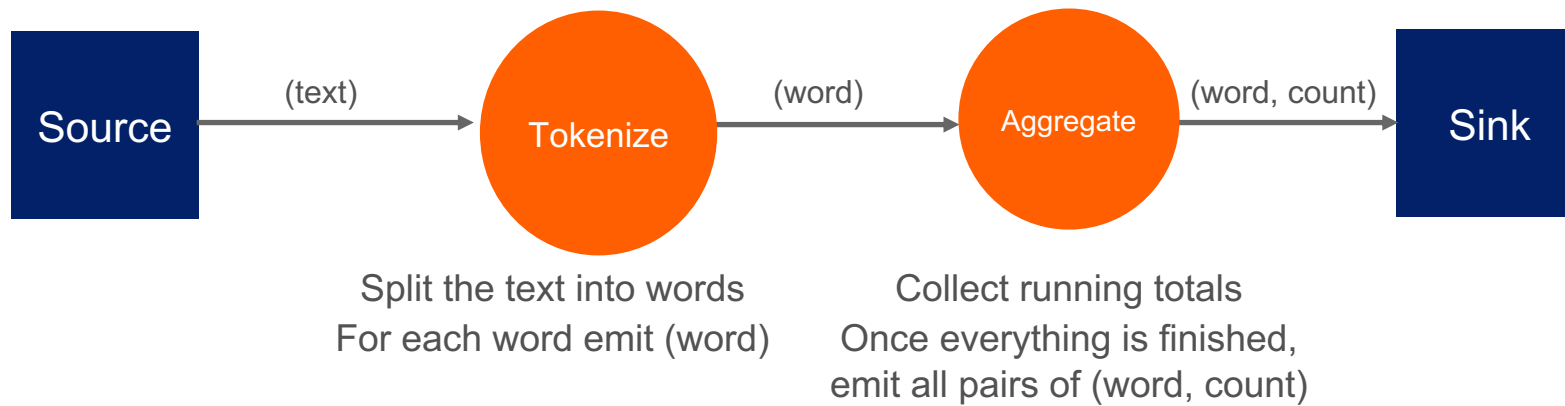 Source
(text)
Tokenize
(word)
Aggregate
(word, count)
Sink
Split the text into words
For each word emit (word)
Collect running totals
Once everything is finished,
emit all pairs of (word, count)